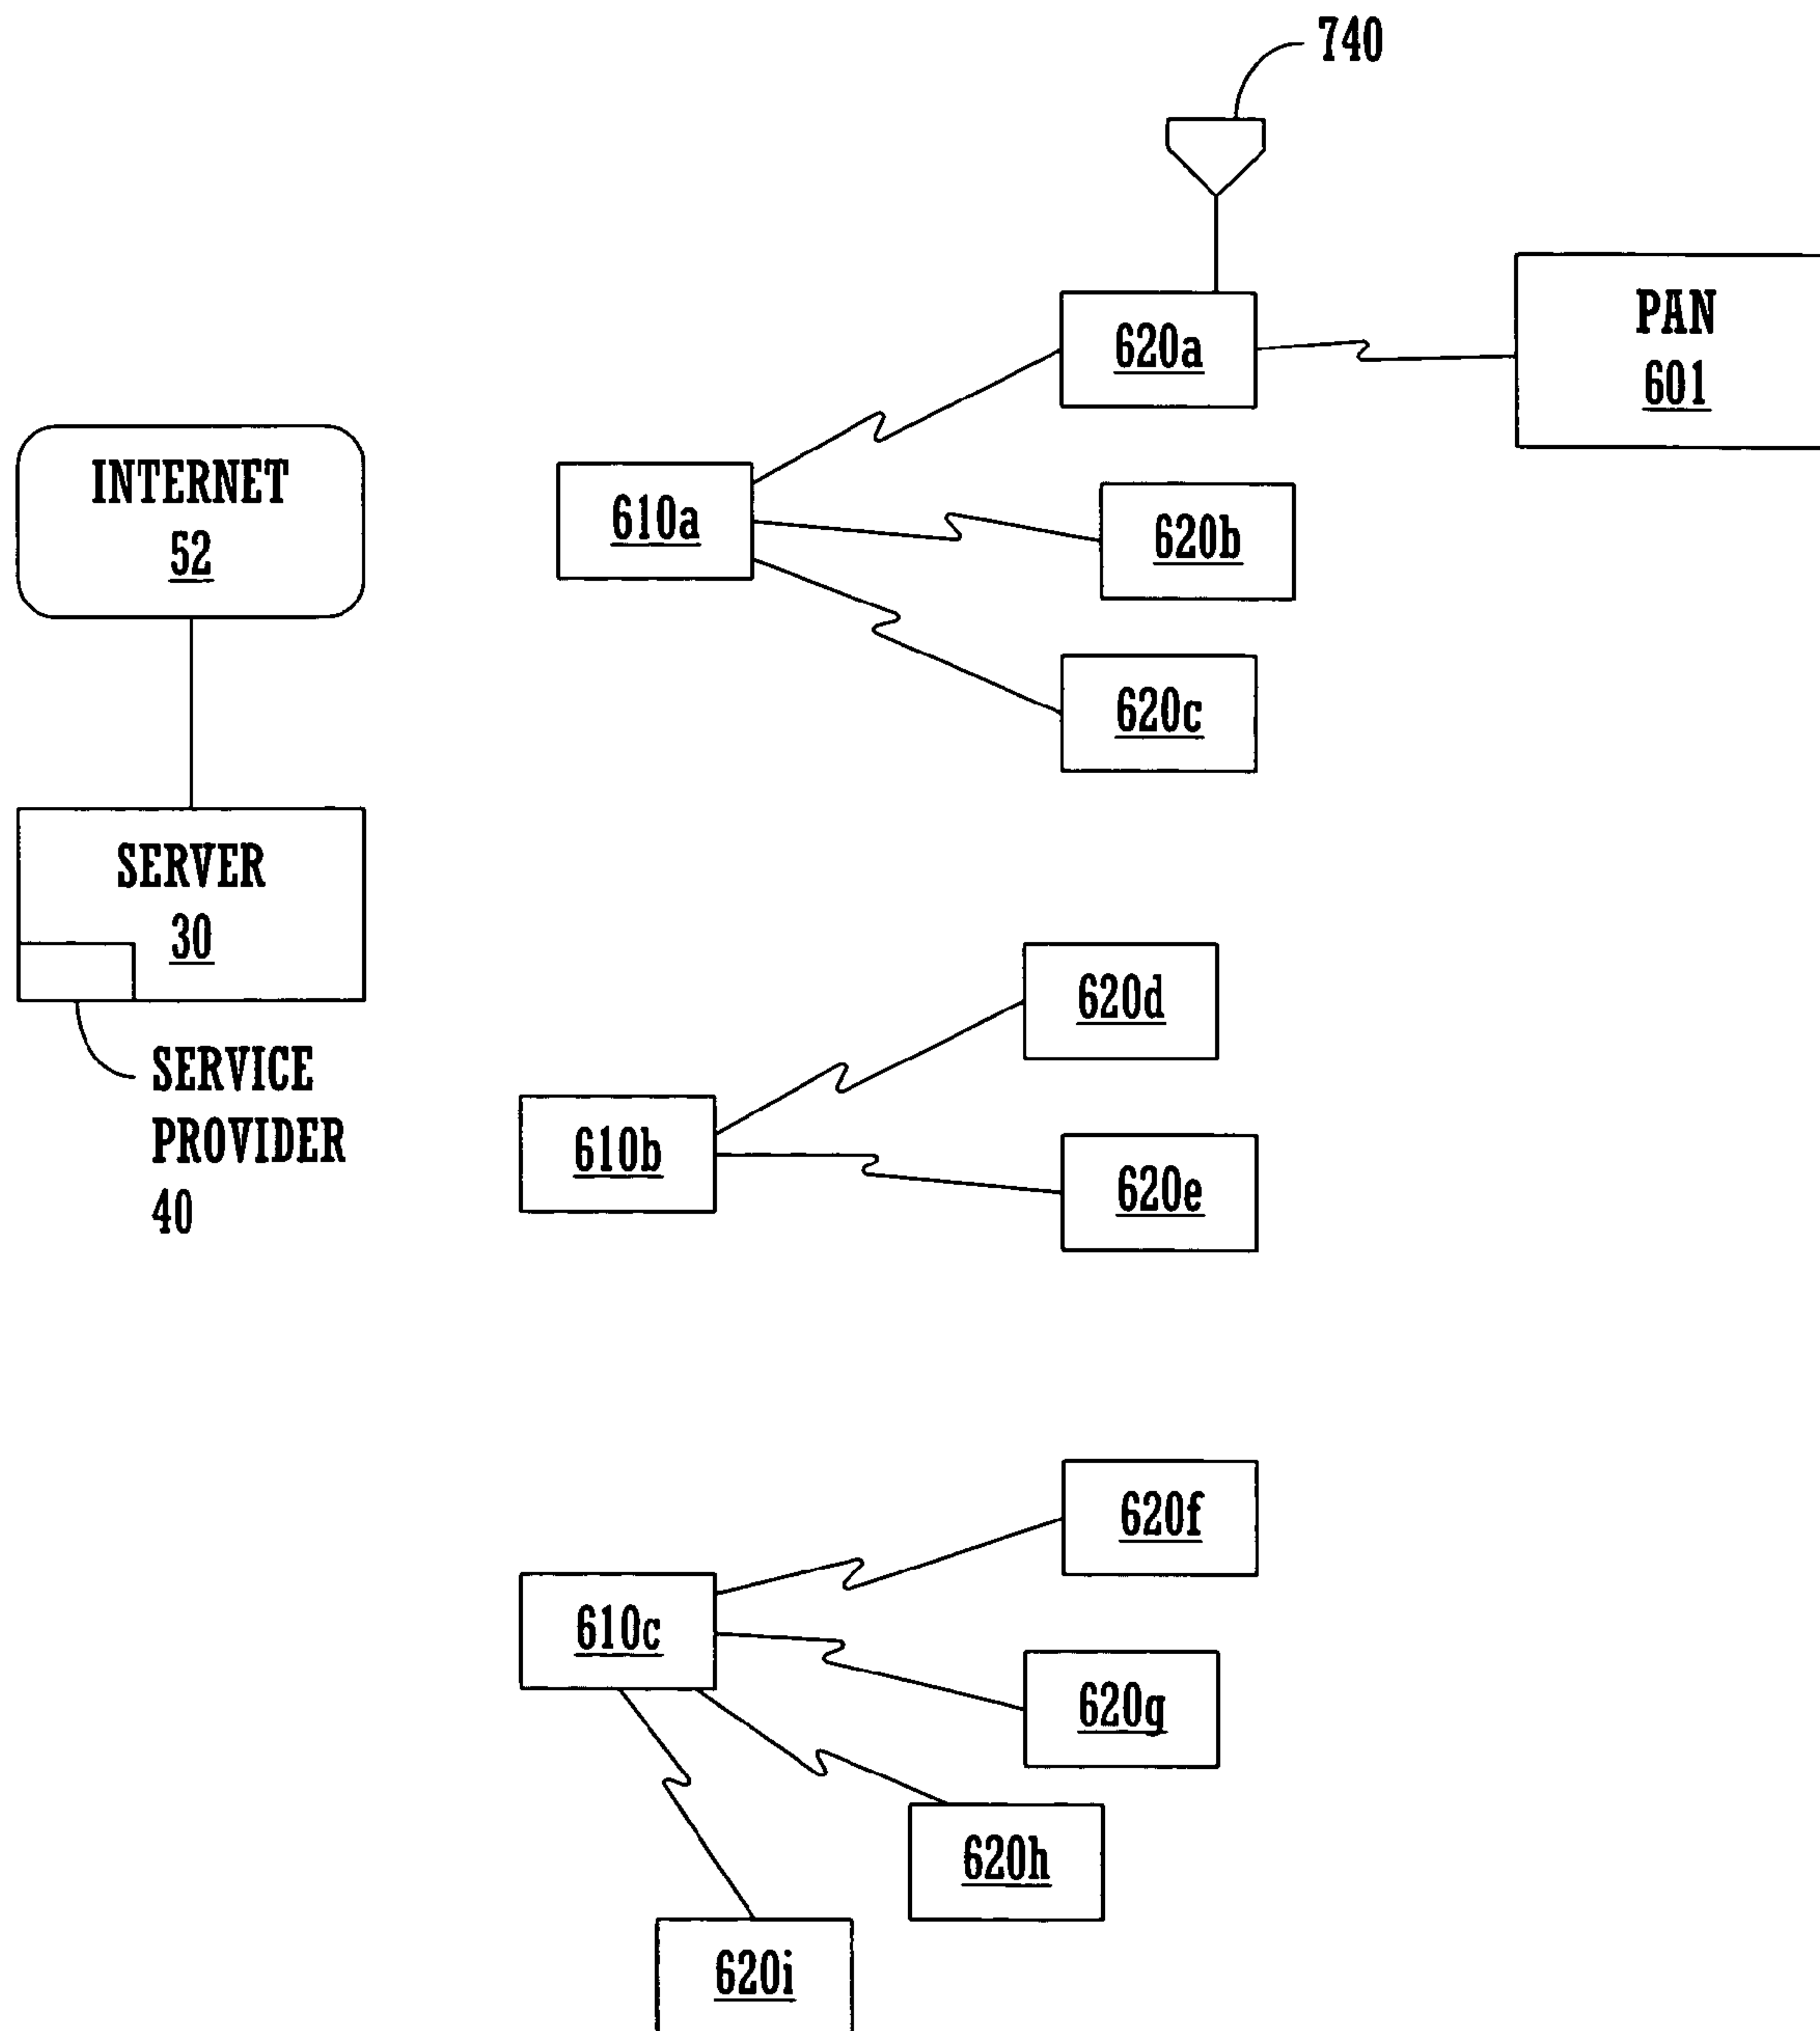 740
620a
PAN
601
INTERNET
52
610a
620b
620c
SERVER
30
SERVICE
PROVIDER
40
620d
610b
620e
620f
610c
620g
620h
620i